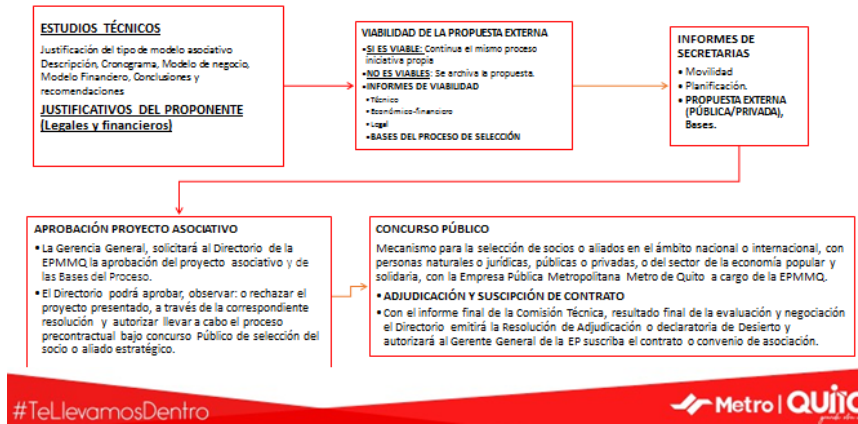 ESTUDIOS TÉCNICOS
Justificación del tipo de modelo asociativo
Descripción, Cronograma, Modelo de negocio,
Modelo Financiero, Conclusiones y
recomendaciones
JUSTIFICATIVOS DEL PROPONENTE
(Legales y financieros)
VIABILIDAD DE LA PROPUESTA EXTERNA
•SI ES VIABLE: Continua el mismo proceso
iniciativa propia
•NO ES VIABLES: Se archiva la propuesta.
•INFORMES DE VIABILIDAD
•Técnico
•Económico-financiero
•Legal
•BASES DEL PROCESO DE SELECCIÓN
INFORMES DE
SECRETARIAS
• Movilidad
• Planificación.
• PROPUESTA EXTERNA
(PÚBLICA/PRIVADA),
Bases.
APROBACIÓN PROYECTO ASOCIATIVO
• La Gerencia General, solicitará al Directorio de la
EPMMQ la aprobación del proyecto asociativo y de
las Bases del Proceso.
• El Directorio podrá aprobar, observar: o rechazar el
proyecto presentado, a través de la correspondiente
resolución y autorizar llevar a cabo el proceso
precontractual bajo concurso Público de selección del
socio o aliado estratégico.
CONCURSO PÚBLICO
Mecanismo para la selección de socios o aliados en el ámbito nacional o internacional, con
personas naturales o jurídicas, públicas o privadas, o del sector de la economía popular y
solidaria, con la Empresa Pública Metropolitana Metro de Quito a cargo de la EPMMQ.
• ADJUDICACIÓN Y SUSCIPCIÓN DE CONTRATO
• Con el informe final de la Comisión Técnica, resultado final de la evaluación y negociación
el Directorio emitirá la Resolución de Adjudicación o declaratoria de Desierto y
autorizará al Gerente General de la EP suscriba el contrato o convenio de asociación.
#TeLlevamosDentro
Metro | QUITO